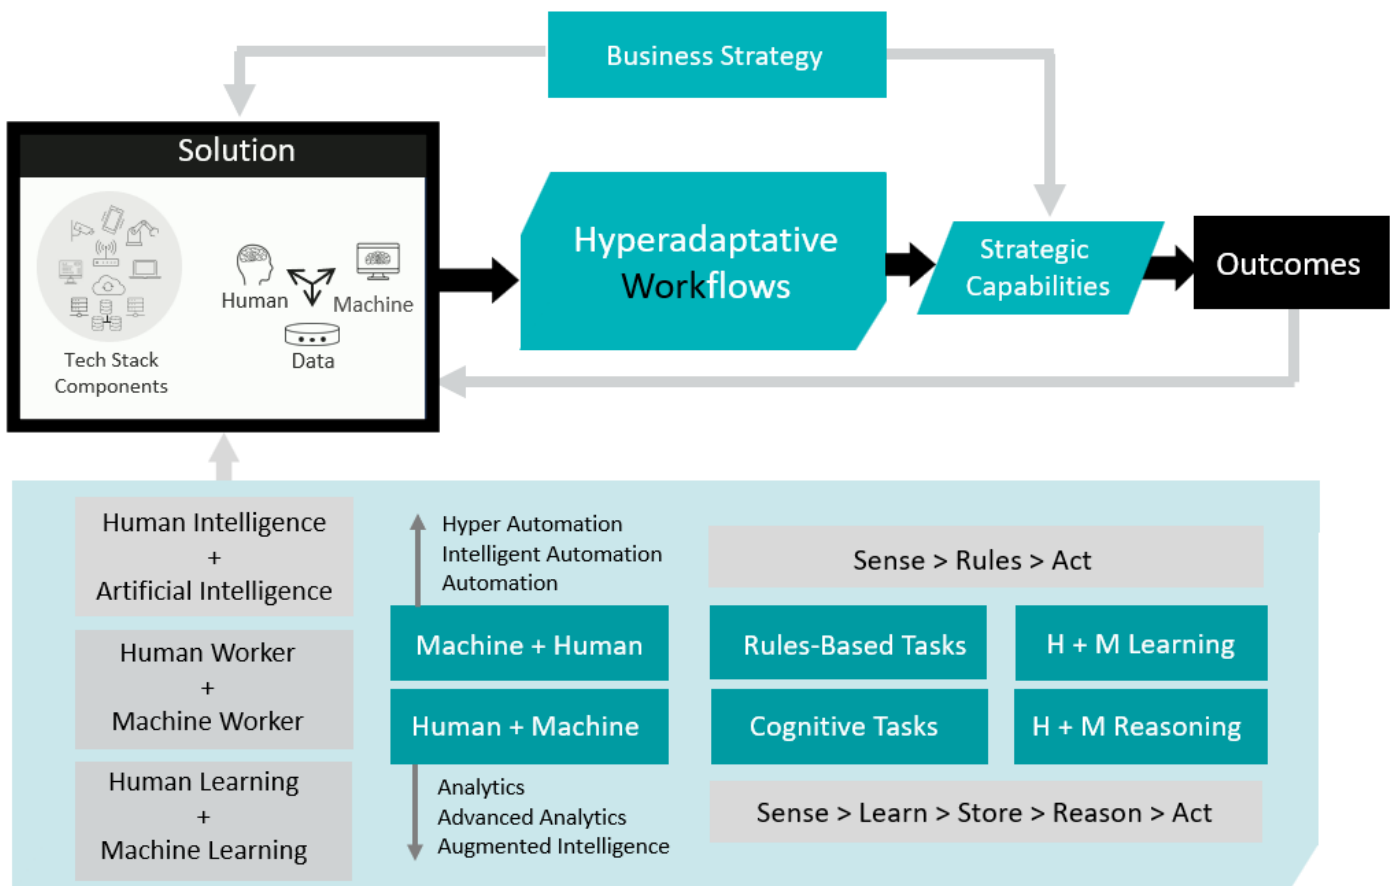 Business Strategy
Solution
Tech Stack
Components
Human
Machine
Data
Hyperadaptative
Workflows
Strategic
Capabilities
Outcomes
Human Intelligence
+
Artificial Intelligence
Human Worker
+
Machine Worker
Human Learning
+
Machine Learning
Hyper Automation
Intelligent Automation
Automation
Machine + Human
Human + Machine
Analytics
Advanced Analytics
Augmented Intelligence
Sense > Rules > Act
Rules-Based Tasks
H + M Learning
Cognitive Tasks
H + M Reasoning
Sense > Learn > Store > Reason > Act